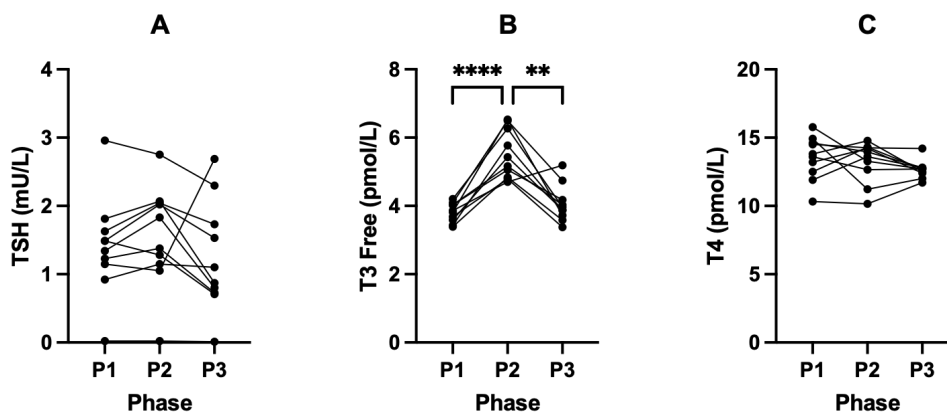 A
TSH (mU/L)
4
3
2
1
0
P1 P2 P3
Phase
B
T3 Free (pmol/L)
8
6
4
2
0
**** **
P1 P2 P3
Phase
C
T4 (pmol/L)
20
15
10
5
0
P1 P2 P3
Phase